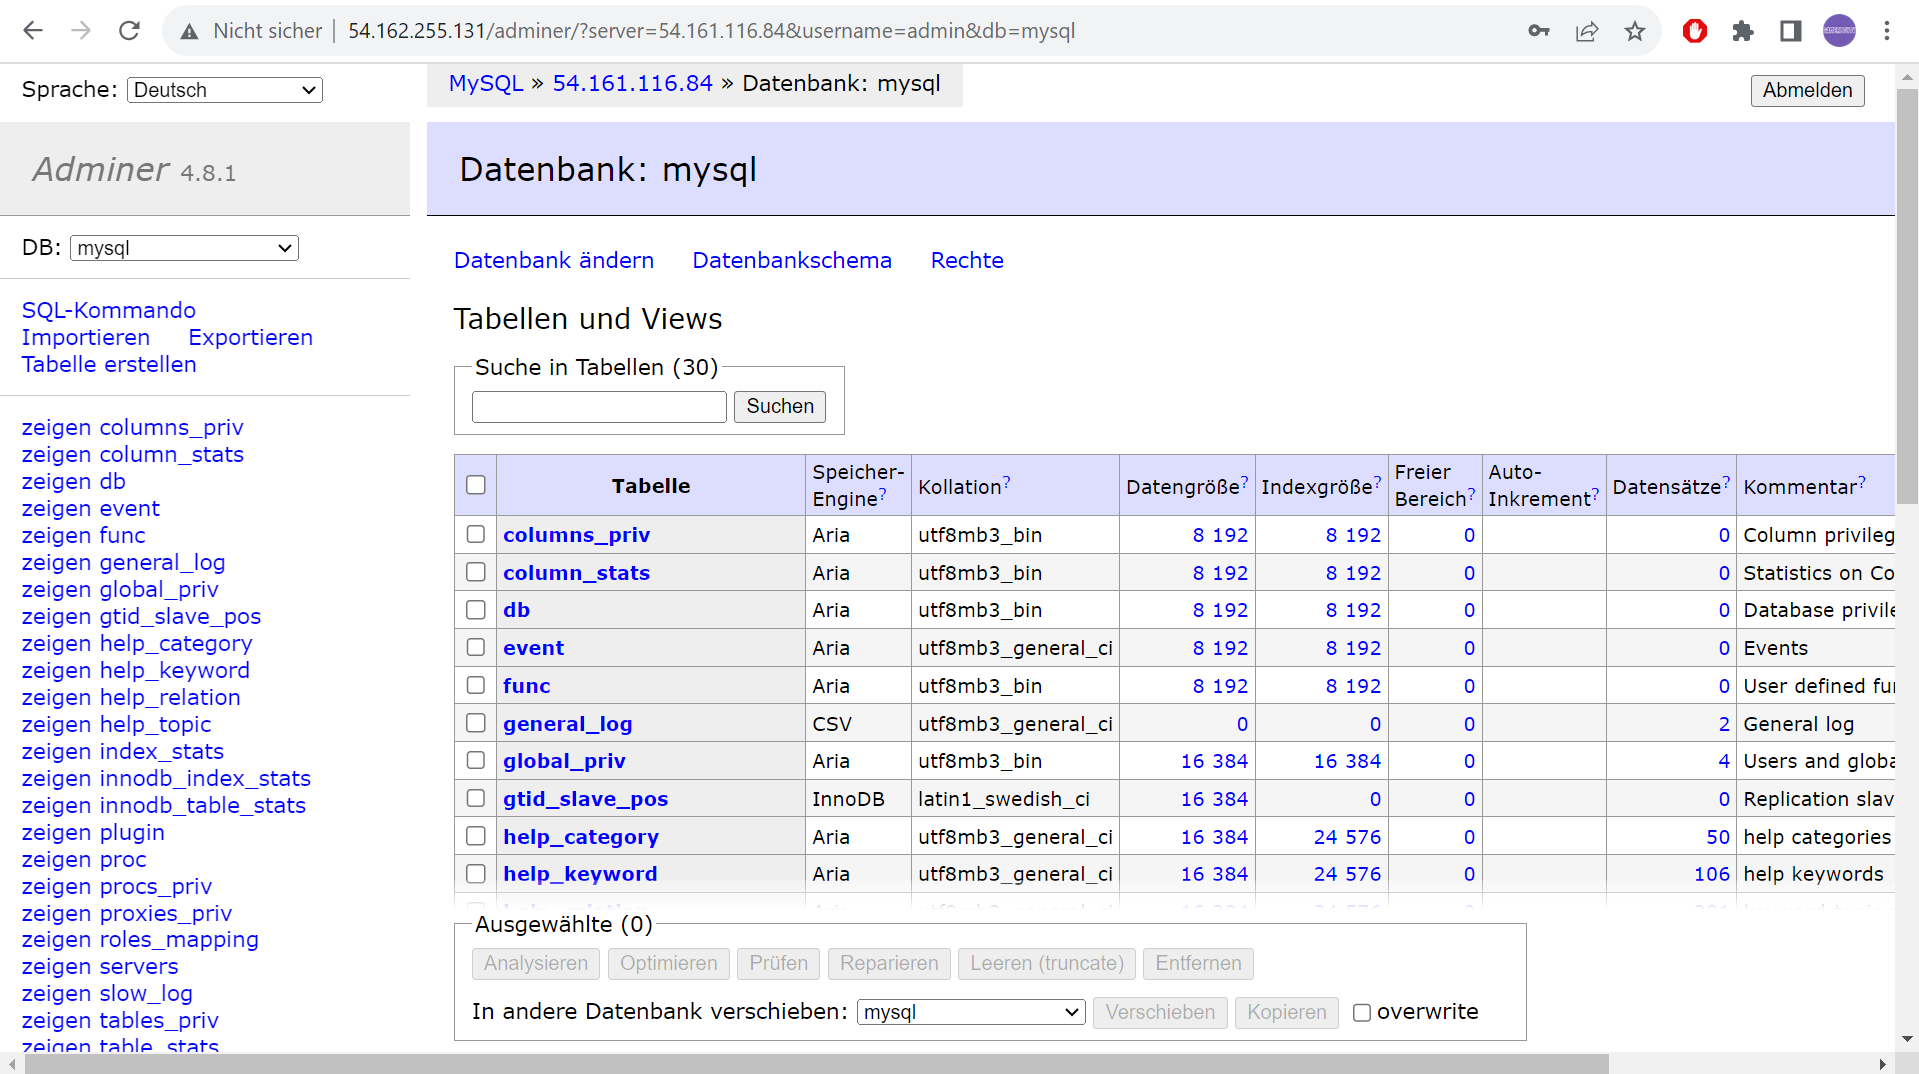 Nicht sicher | 54.162.255.131/adminer/?server=54.161.116.84&username=admin&db=mysql
Sprache: Deutsch
MySQL » 54.161.116.84 » Datenbank: mysql
Abmelden
Adminer 4.8.1
Datenbank: mysql
DB: mysql
SQL-Kommando
Importieren Exportieren
Tabelle erstellen
zeigen columns_priv
zeigen column_stats
zeigen db
zeigen event
zeigen func
zeigen general_log
zeigen global_priv
zeigen gtid_slave_pos
zeigen help_category
zeigen help_keyword
zeigen help_relation
zeigen help_topic
zeigen index_stats
zeigen innodb_index_stats
zeigen innodb_table_stats
zeigen plugin
zeigen proc
zeigen procs_priv
zeigen proxies_priv
zeigen roles_mapping
zeigen servers
zeigen slow_log
zeigen tables_priv
zeigen table_stats
Datenbank ändern Datenbankschema Rechte
Tabellen und Views
Suche in Tabellen (30)
Suchen
Tabelle Speicher-Engine? Kollation? Datengröße? Indexgröße? Freier Bereich? Auto-Inkrement? Datensätze? Kommentar?
columns_priv Aria utf8mb3_bin 8 192 8 192 0 0 Column privileg
column_stats Aria utf8mb3_bin 8 192 8 192 0 0 Statistics on Co
db Aria utf8mb3_bin 8 192 8 192 0 0 Database privile
event Aria utf8mb3_general_ci 8 192 8 192 0 0 Events
func Aria utf8mb3_bin 8 192 8 192 0 0 User defined fu
general_log CSV utf8mb3_general_ci 0 0 0 2 General log
global_priv Aria utf8mb3_bin 16 384 16 384 0 4 Users and globa
gtid_slave_pos InnoDB latin1_swedish_ci 16 384 0 0 0 Replication slav
help_category Aria utf8mb3_general_ci 16 384 24 576 0 50 help categories
help_keyword Aria utf8mb3_general_ci 16 384 24 576 0 106 help keywords
Ausgewählte (0)
Analysieren Optimieren Prüfen Reparieren Leeren (truncate) Entfernen
In andere Datenbank verschieben: mysql Verschieben Kopieren overwrite